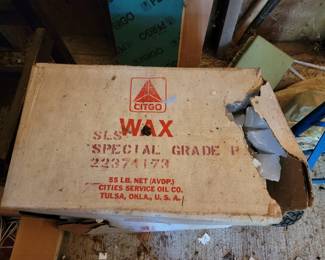 CITGO
WAX
SLS
SPECIAL GRADE P
22374173
55 LB. NET (AVDP.)
CITIES SERVICE OIL CO.
TULSA, OKLA., U. S. A.